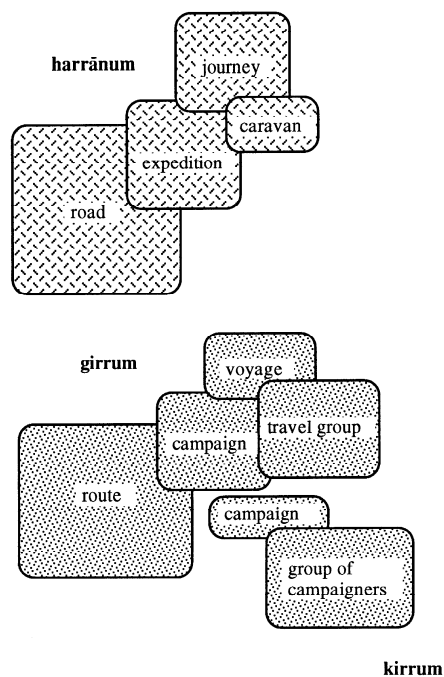 harrānum
journey
caravan
expedition
road
girrum
voyage
travel group
campaign
route
campaign
group of
campaigners
kirrum